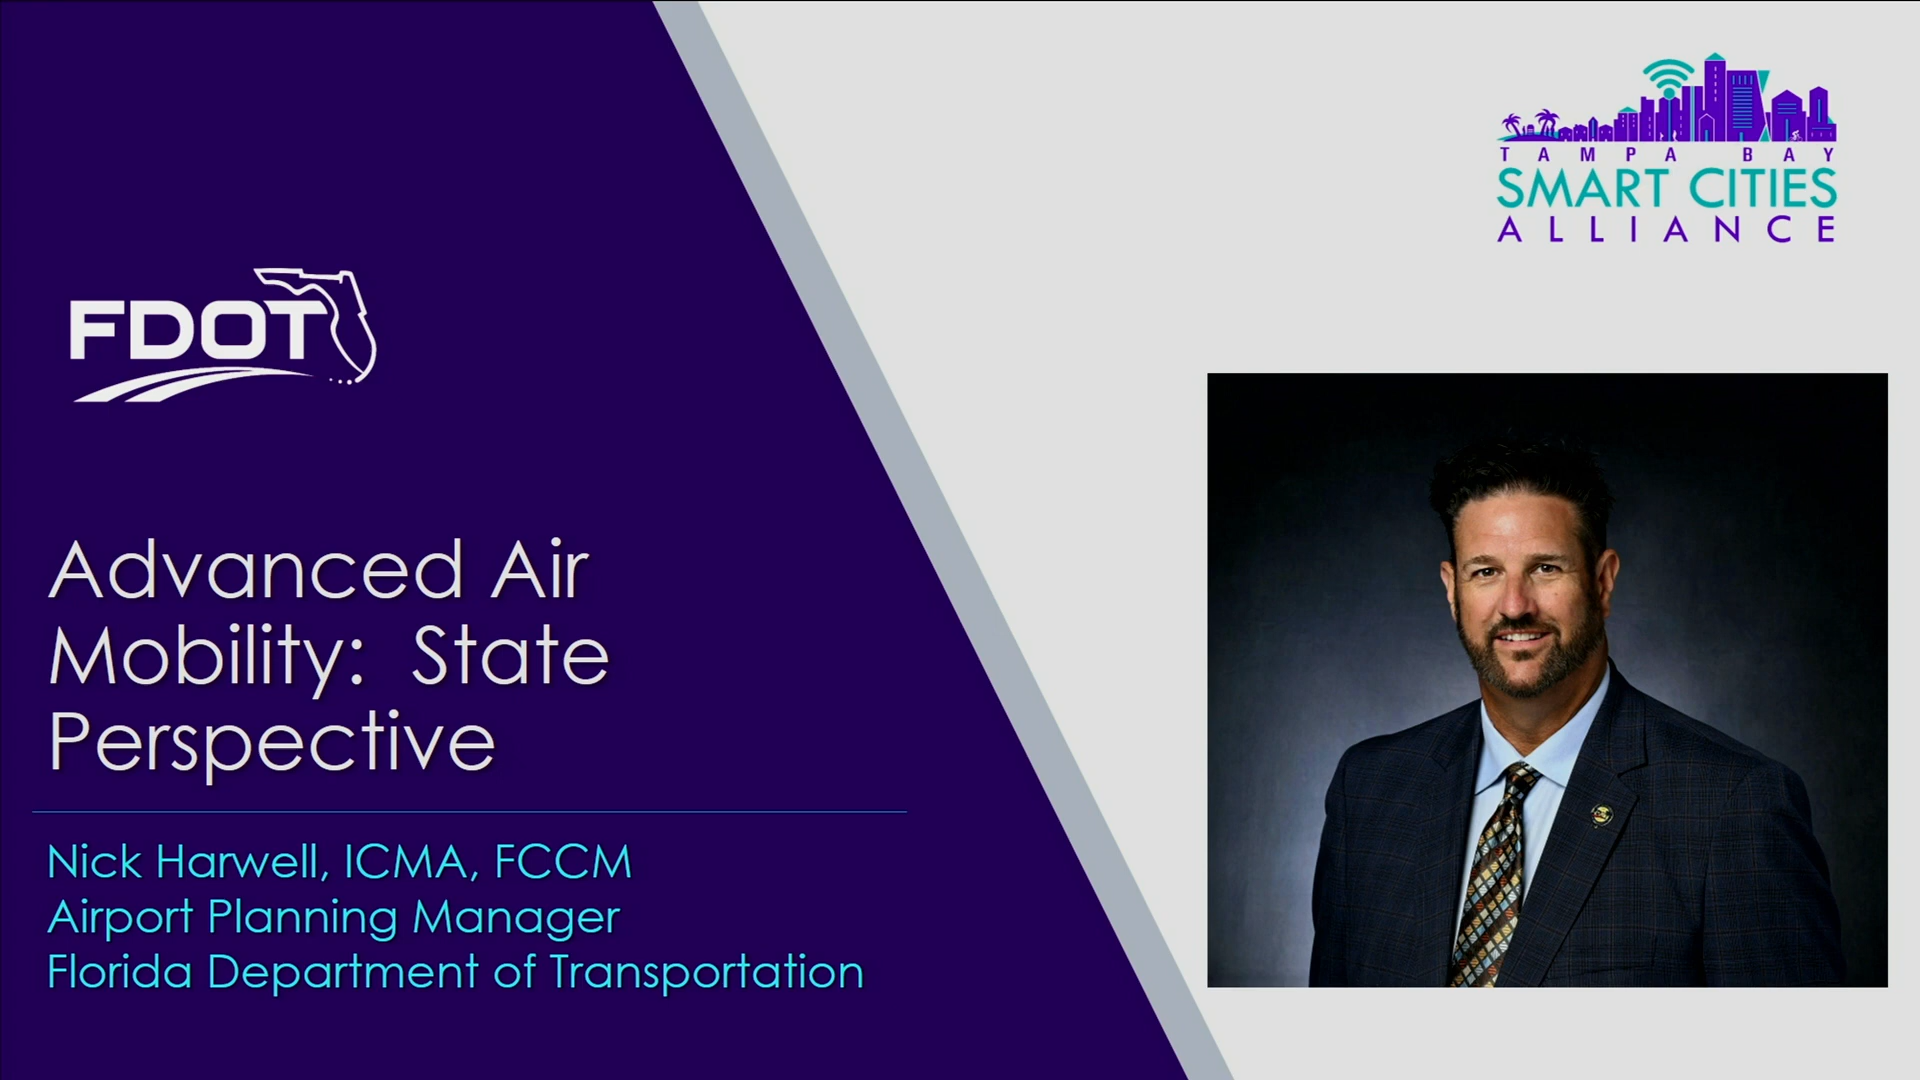 TAMPA BAY
SMART CITIES
ALLIANCE
FDOT
Advanced Air
Mobility: State
Perspective
Nick Harwell, ICMA, FCCM
Airport Planning Manager
Florida Department of Transportation